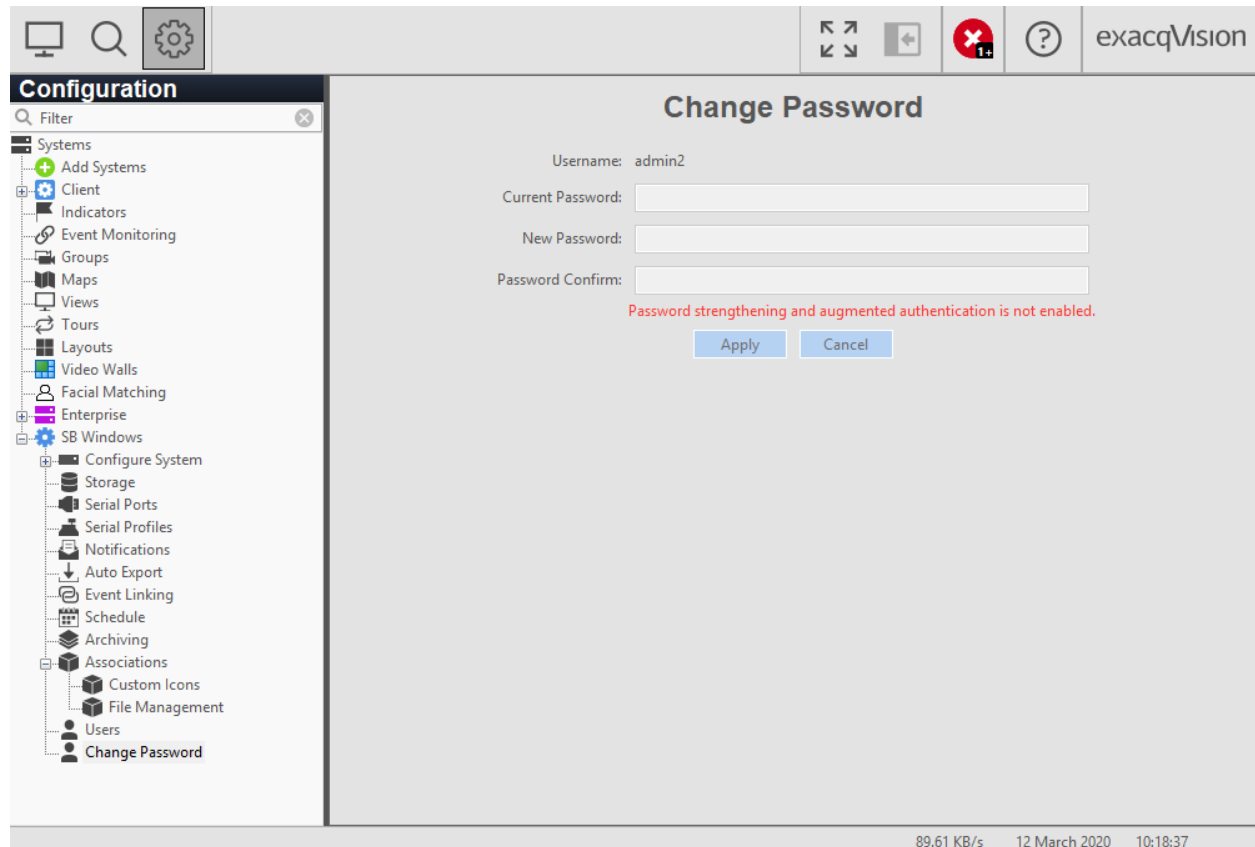 1+
?
exacqVision
Configuration
Filter
Systems
Add Systems
Client
Indicators
Event Monitoring
Groups
Maps
Views
Tours
Layouts
Video Walls
Facial Matching
Enterprise
SB Windows
Configure System
Storage
Serial Ports
Serial Profiles
Notifications
Auto Export
Event Linking
Schedule
Archiving
Associations
Custom Icons
File Management
Users
Change Password
Change Password
Username: admin2
Current Password:
New Password:
Password Confirm:
Password strengthening and augmented authentication is not enabled.
Apply Cancel
89.61 KB/s 12 March 2020 10:18:37